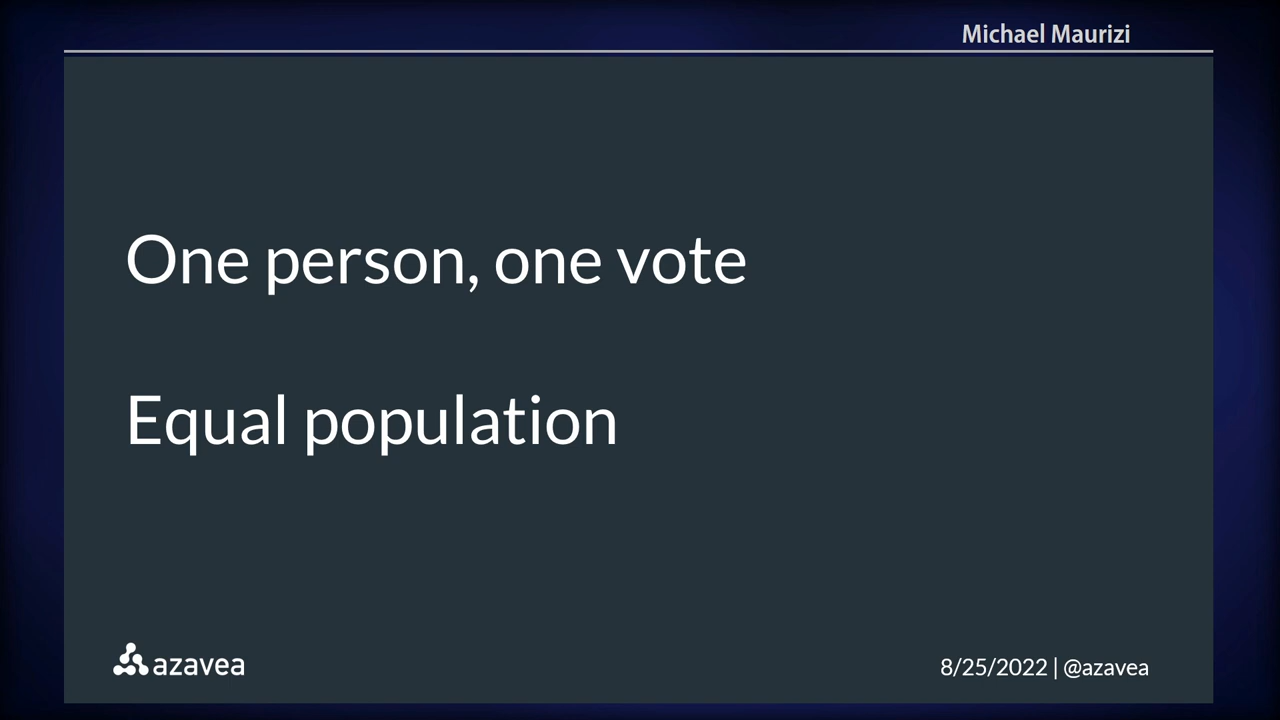 Michael Maurizi
One person, one vote
Equal population
azavea
8/25/2022 | @azavea